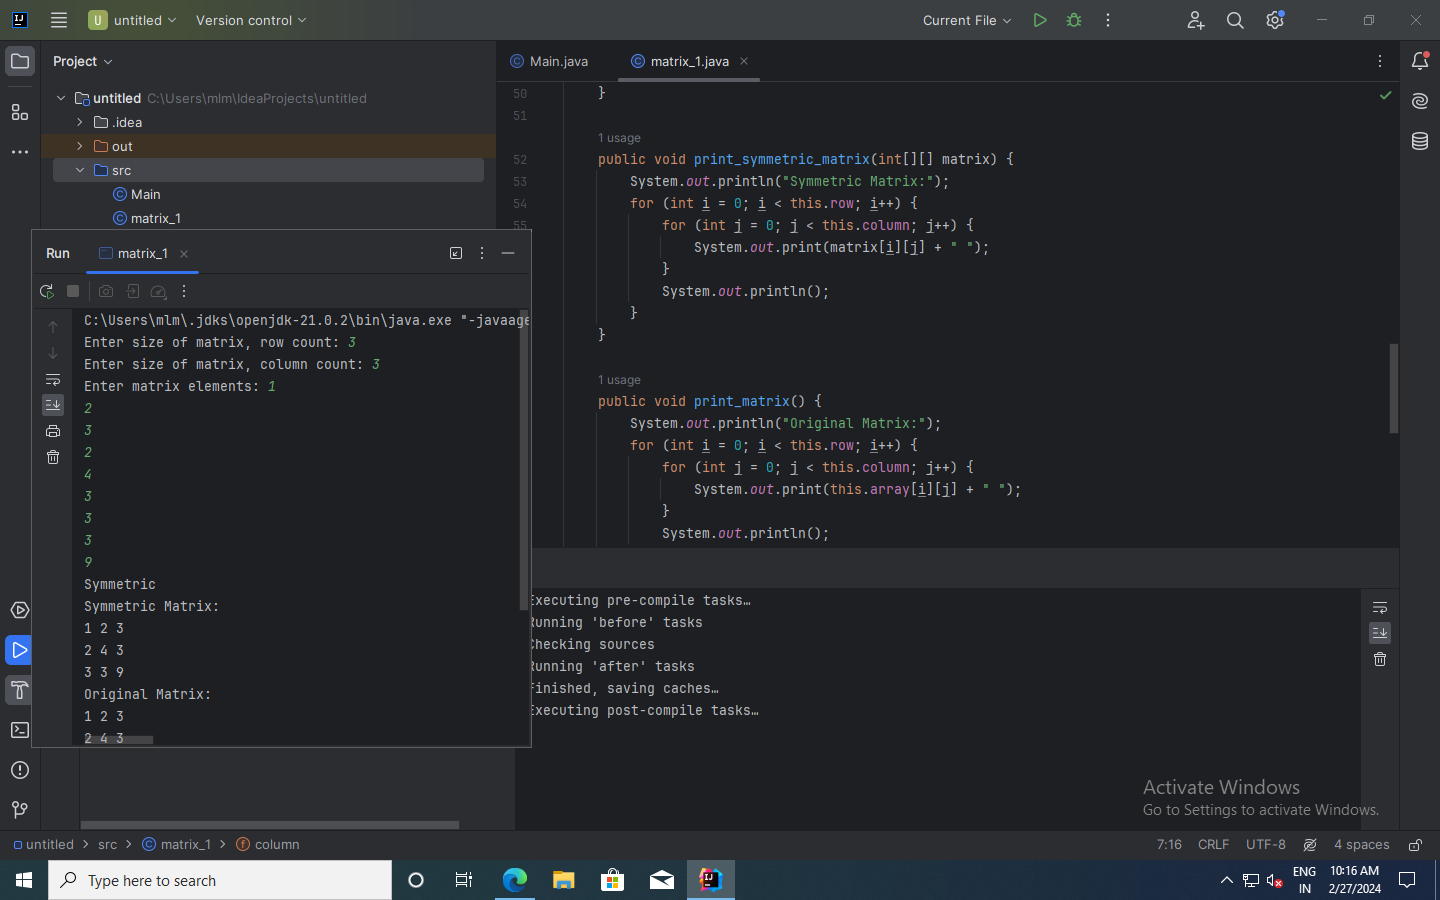 untitled
Version control
Current File
Project
Main.java
matrix_1.java
untitled C:\Users\mlm\IdeaProjects\untitled
.idea
out
src
Main
matrix_1
50 }
51
1 usage
52 public void print_symmetric_matrix(int[][] matrix) {
53 System.out.println("Symmetric Matrix:");
54 for (int i = 0; i < this.row; i++) {
55 for (int j = 0; j < this.column; j++) {
System.out.print(matrix[i][j] + " ");
}
System.out.println();
}
}
1 usage
public void print_matrix() {
System.out.println("Original Matrix:");
for (int i = 0; i < this.row; i++) {
for (int j = 0; j < this.column; j++) {
System.out.print(this.array[i][j] + " ");
}
System.out.println();
Run
matrix_1
C:\Users\mlm\.jdks\openjdk-21.0.2\bin\java.exe "-javaage
Enter size of matrix, row count: 3
Enter size of matrix, column count: 3
Enter matrix elements: 1
2
3
2
4
3
3
3
9
Symmetric
Symmetric Matrix:
1 2 3
2 4 3
3 3 9
Original Matrix:
1 2 3
2 4 3
Executing pre-compile tasks…
Running 'before' tasks
Checking sources
Running 'after' tasks
Finished, saving caches…
Executing post-compile tasks…
Activate Windows
Go to Settings to activate Windows.
untitled
src
matrix_1
column
7:16
CRLF
UTF-8
4 spaces
Type here to search
ENG
IN
10:16 AM
2/27/2024